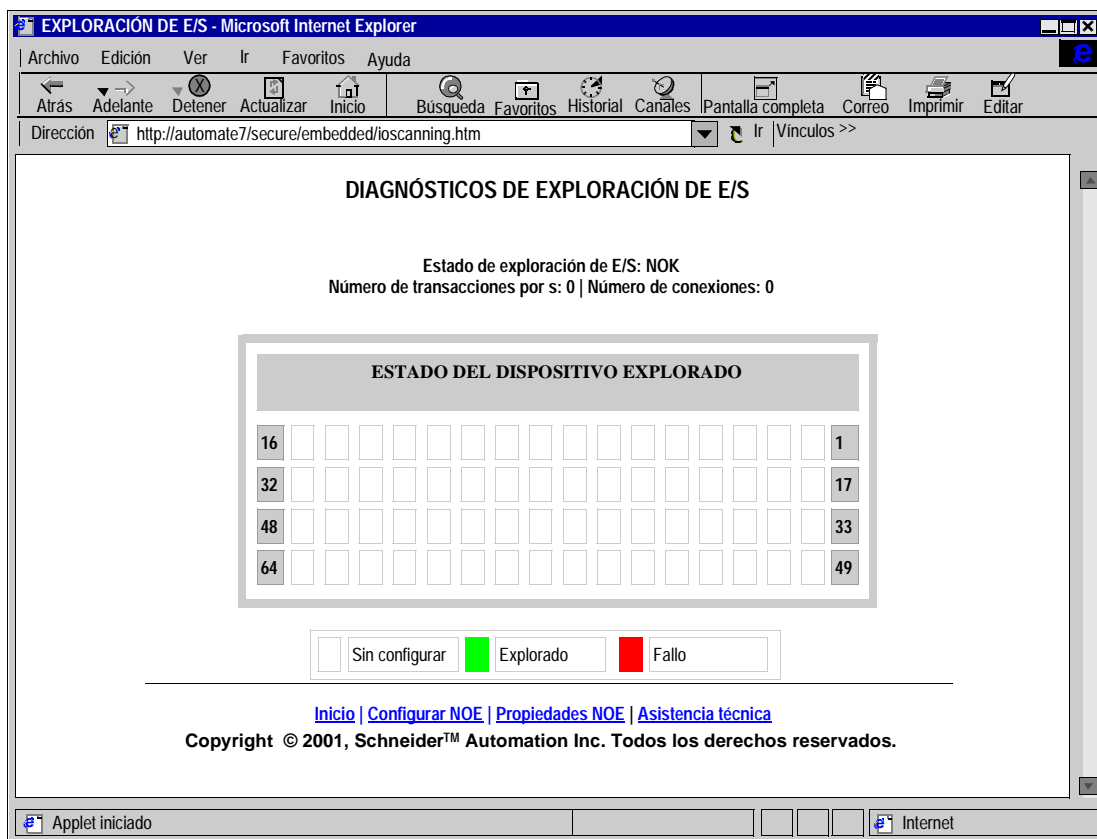 EXPLORACIÓN DE E/S - Microsoft Internet Explorer
Archivo Edición Ver Ir Favoritos Ayuda
Atrás Adelante Detener Actualizar Inicio Búsqueda Favoritos Historial Canales Pantalla completa Correo Imprimir Editar
Dirección http://automate7/secure/embedded/ioscanning.htm Ir Vínculos >>
DIAGNÓSTICOS DE EXPLORACIÓN DE E/S
Estado de exploración de E/S: NOK
Número de transacciones por s: 0 | Número de conexiones: 0
ESTADO DEL DISPOSITIVO EXPLORADO
16 1
32 17
48 33
64 49
Sin configurar Explorado Fallo
Inicio | Configurar NOE | Propiedades NOE | Asistencia técnica
Copyright © 2001, Schneider™ Automation Inc. Todos los derechos reservados.
Applet iniciado Internet